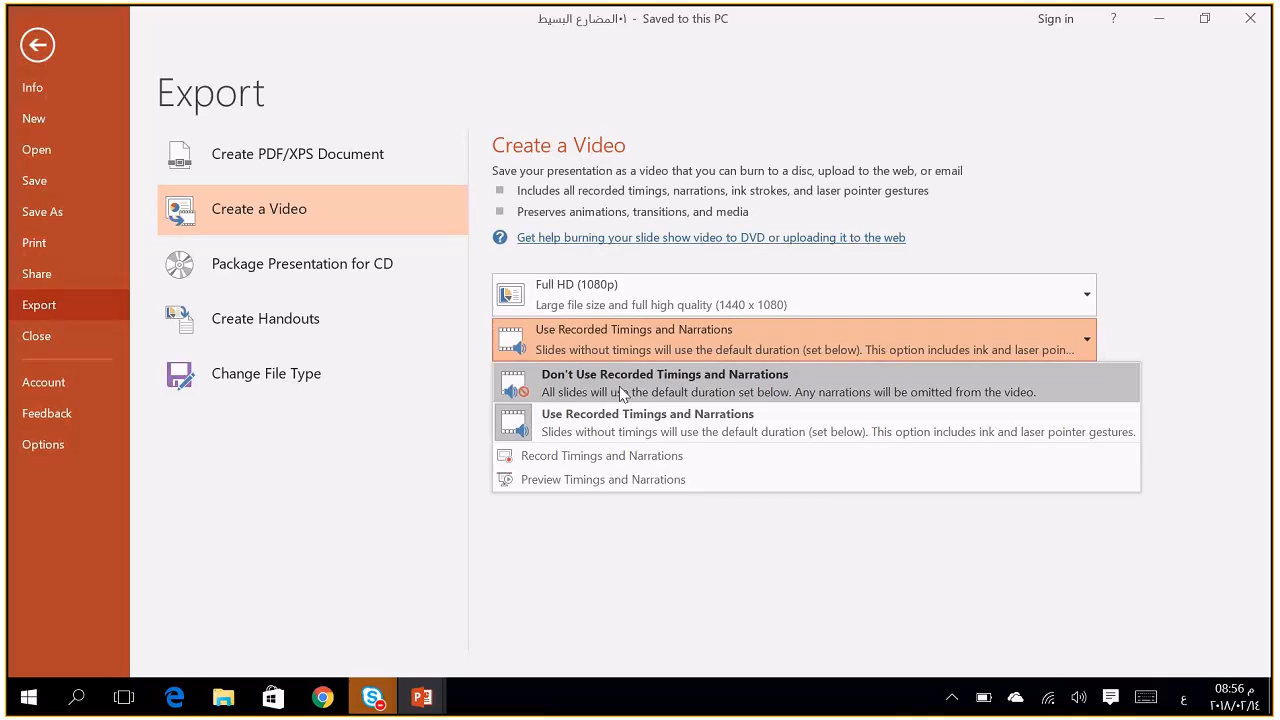 ٠١المضارع البسيط - Saved to this PC
Sign in
?
Info
New
Open
Save
Save As
Print
Share
Export
Close
Account
Feedback
Options
Export
Create PDF/XPS Document
Create a Video
Package Presentation for CD
Create Handouts
Change File Type
Create a Video
Save your presentation as a video that you can burn to a disc, upload to the web, or email
Includes all recorded timings, narrations, ink strokes, and laser pointer gestures
Preserves animations, transitions, and media
Get help burning your slide show video to DVD or uploading it to the web
Full HD (1080p)
Large file size and full high quality (1440 x 1080)
Use Recorded Timings and Narrations
Slides without timings will use the default duration (set below). This option includes ink and laser poin...
Don't Use Recorded Timings and Narrations
All slides will use the default duration set below. Any narrations will be omitted from the video.
Use Recorded Timings and Narrations
Slides without timings will use the default duration (set below). This option includes ink and laser pointer gestures.
Record Timings and Narrations
Preview Timings and Narrations
ع
08:56 م
٢٠١٨/٠٢/١٤